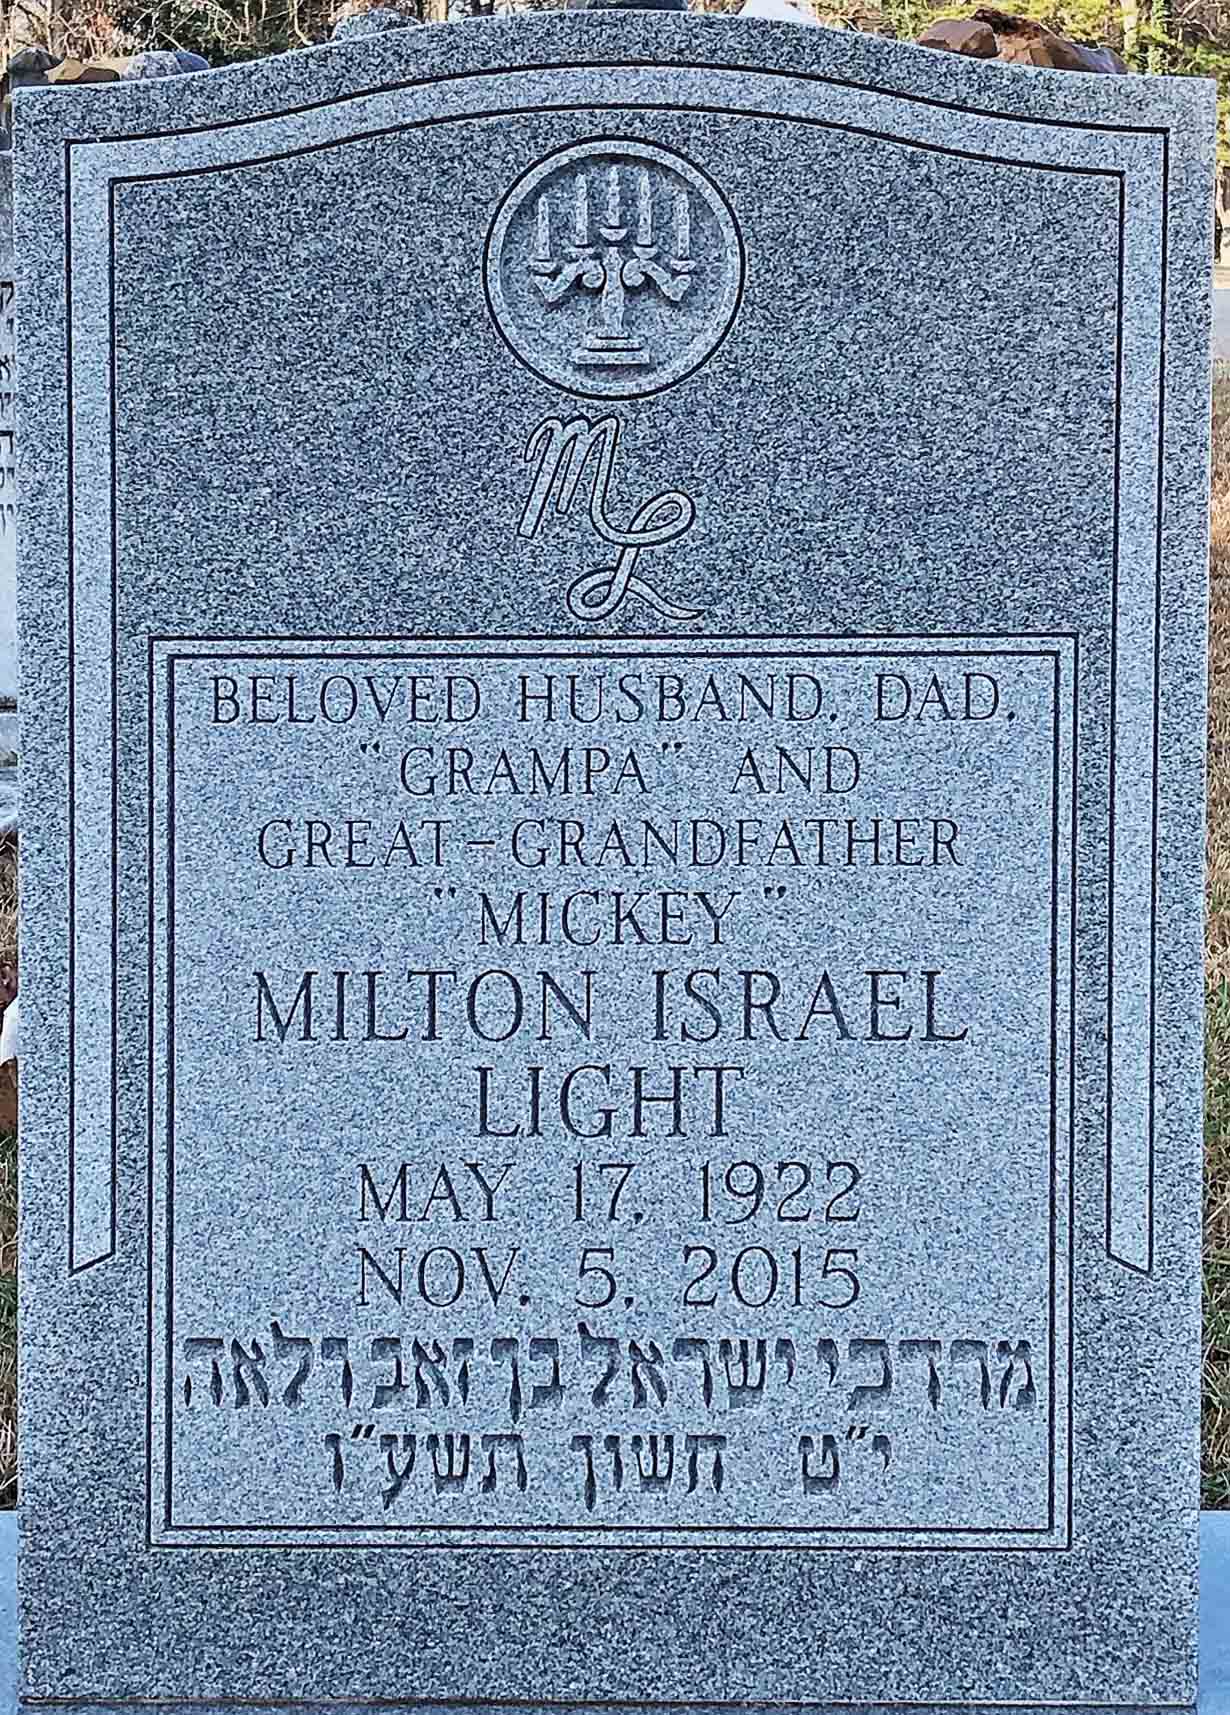 ML
BELOVED HUSBAND, DAD,
"GRAMPA" AND
GREAT-GRANDFATHER
"MICKEY"
MILTON ISRAEL
LIGHT
MAY 17, 1922
NOV. 5, 2015
מרדכי ישראל בן זאב ולאה
י"ט חשון תשע"ו